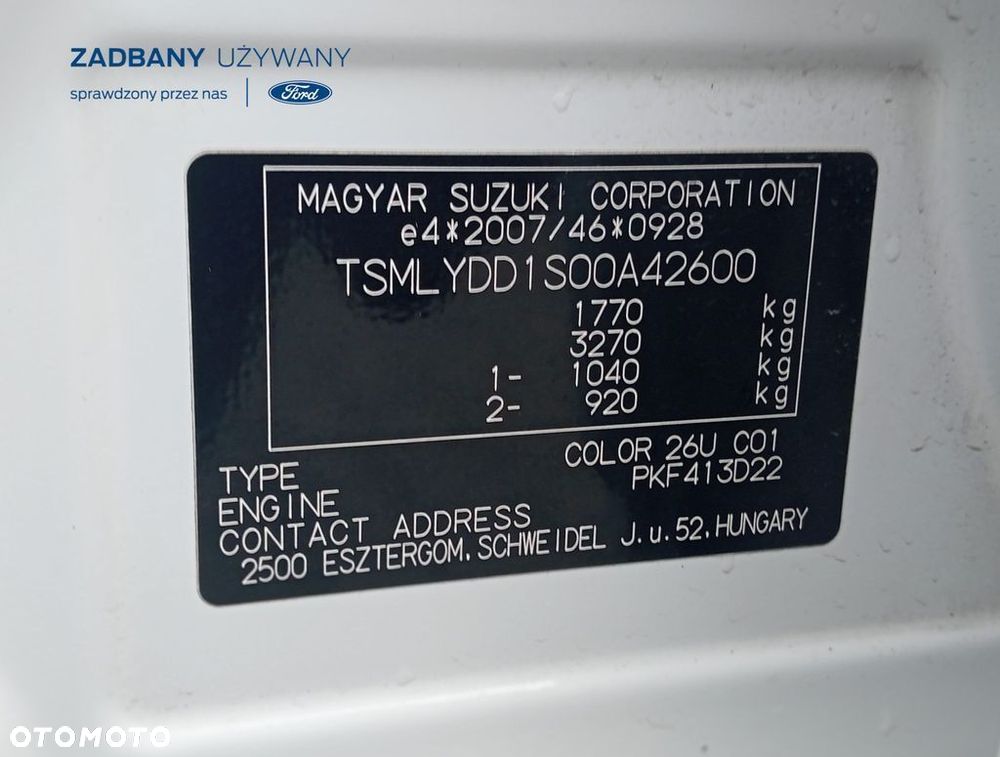 ZADBANY UŻYWANY
sprawdzony przez nas
Ford
MAGYAR SUZUKI CORPORATION
e4*2007/46*0928
TSMLYDD1S00A42600
1770 kg
3270 kg
1- 1040 kg
2- 920 kg
COLOR 26U C01
TYPE PKF413D22
ENGINE
CONTACT ADDRESS
2500 ESZTERGOM, SCHWEIDEL J. u. 52, HUNGARY
OTOMOTO